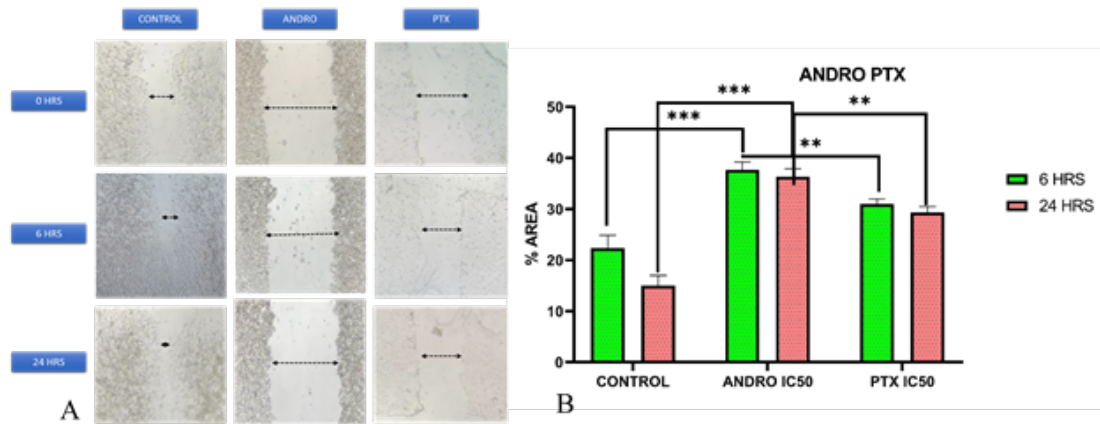 CONTROL
ANDRO
PTX
0 HRS
6 HRS
24 HRS
A
ANDRO PTX
***
**
***
**
% AREA
50
40
30
20
10
0
CONTROL
ANDRO IC50
PTX IC50
6 HRS
24 HRS
B